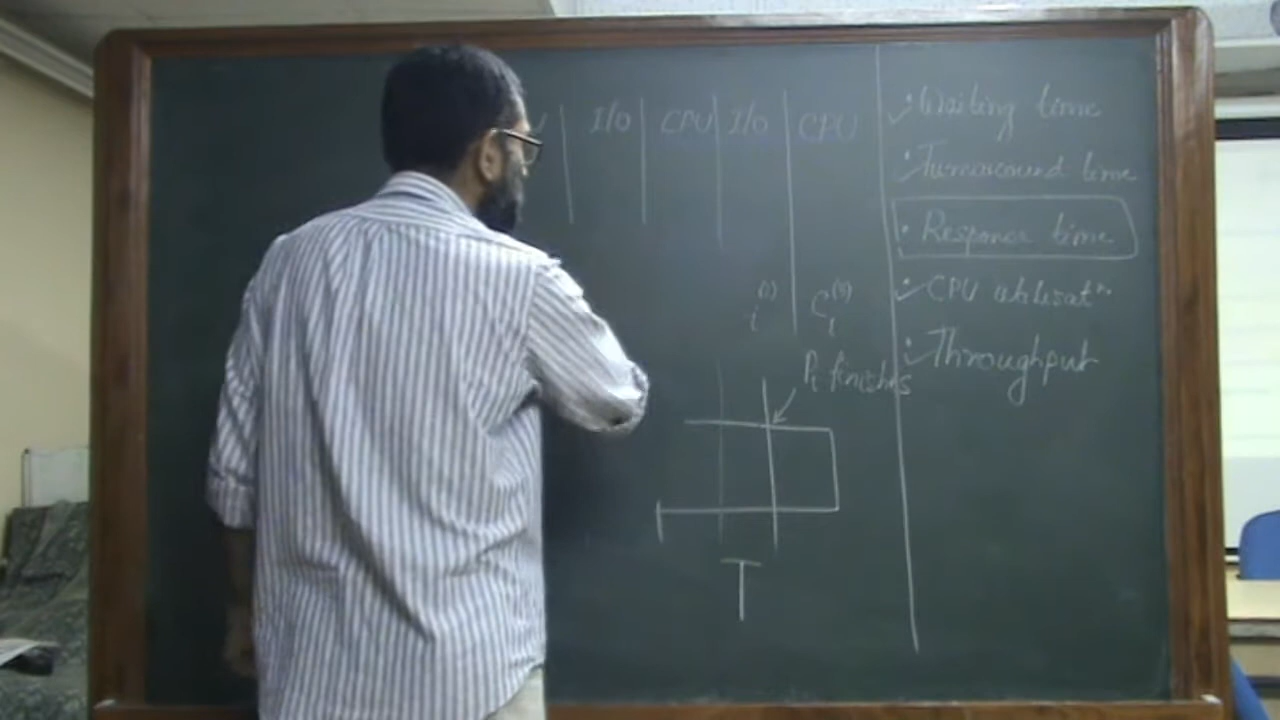 I/O CPU I/O CPU
Pi finishes
T
Waiting time
Turnaround time
Response time
CPU utilisatn.
Throughput